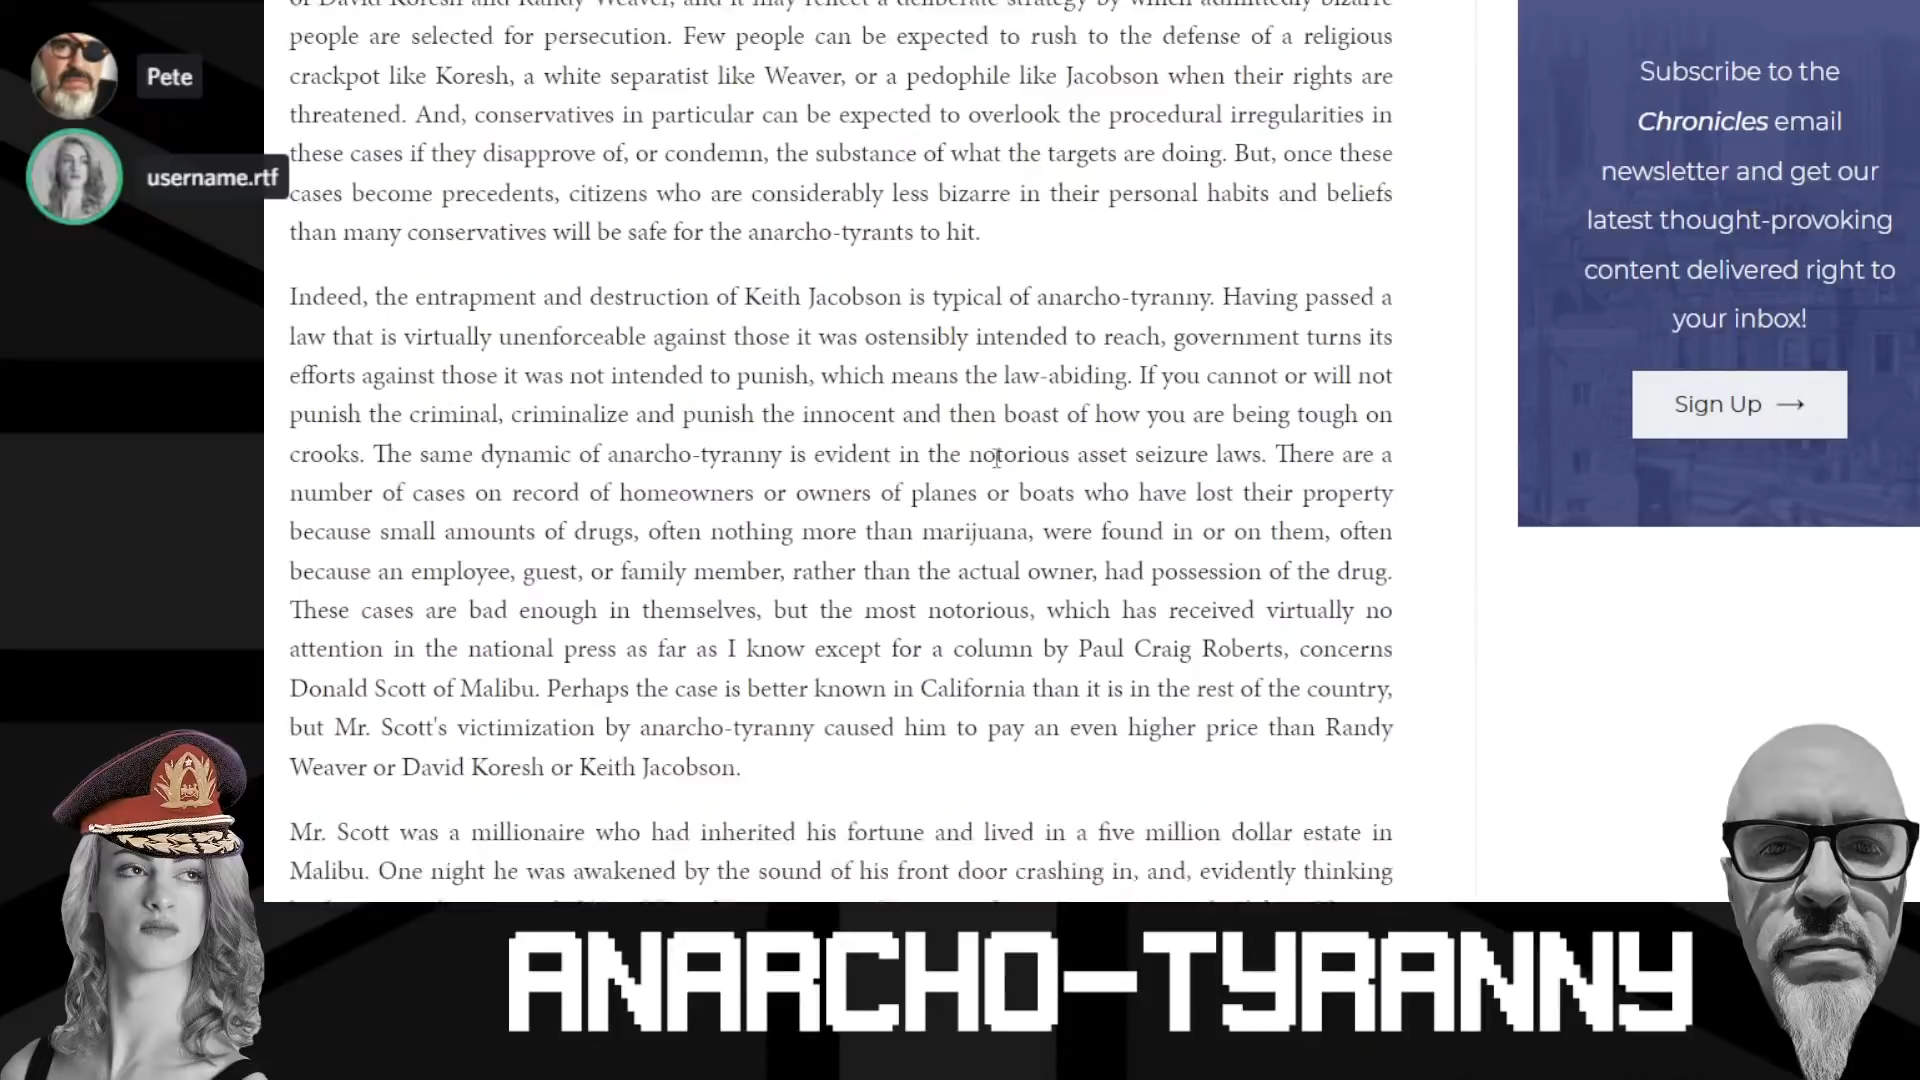 of David Koresh and Randy Weaver, and it may reflect a deliberate strategy by which admittedly bizarre
people are selected for persecution. Few people can be expected to rush to the defense of a religious
crackpot like Koresh, a white separatist like Weaver, or a pedophile like Jacobson when their rights are
threatened. And, conservatives in particular can be expected to overlook the procedural irregularities in
these cases if they disapprove of, or condemn, the substance of what the targets are doing. But, once these
cases become precedents, citizens who are considerably less bizarre in their personal habits and beliefs
than many conservatives will be safe for the anarcho-tyrants to hit.
Indeed, the entrapment and destruction of Keith Jacobson is typical of anarcho-tyranny. Having passed a
law that is virtually unenforceable against those it was ostensibly intended to reach, government turns its
efforts against those it was not intended to punish, which means the law-abiding. If you cannot or will not
punish the criminal, criminalize and punish the innocent and then boast of how you are being tough on
crooks. The same dynamic of anarcho-tyranny is evident in the notorious asset seizure laws. There are a
number of cases on record of homeowners or owners of planes or boats who have lost their property
because small amounts of drugs, often nothing more than marijuana, were found in or on them, often
because an employee, guest, or family member, rather than the actual owner, had possession of the drug.
These cases are bad enough in themselves, but the most notorious, which has received virtually no
attention in the national press as far as I know except for a column by Paul Craig Roberts, concerns
Donald Scott of Malibu. Perhaps the case is better known in California than it is in the rest of the country,
but Mr. Scott's victimization by anarcho-tyranny caused him to pay an even higher price than Randy
Weaver or David Koresh or Keith Jacobson.
Mr. Scott was a millionaire who had inherited his fortune and lived in a five million dollar estate in
Malibu. One night he was awakened by the sound of his front door crashing in, and, evidently thinking
Pete
username.rtf
Subscribe to the
Chronicles email
newsletter and get our
latest thought-provoking
content delivered right to
your inbox!
Sign Up →
ANARCHO-TYRANNY